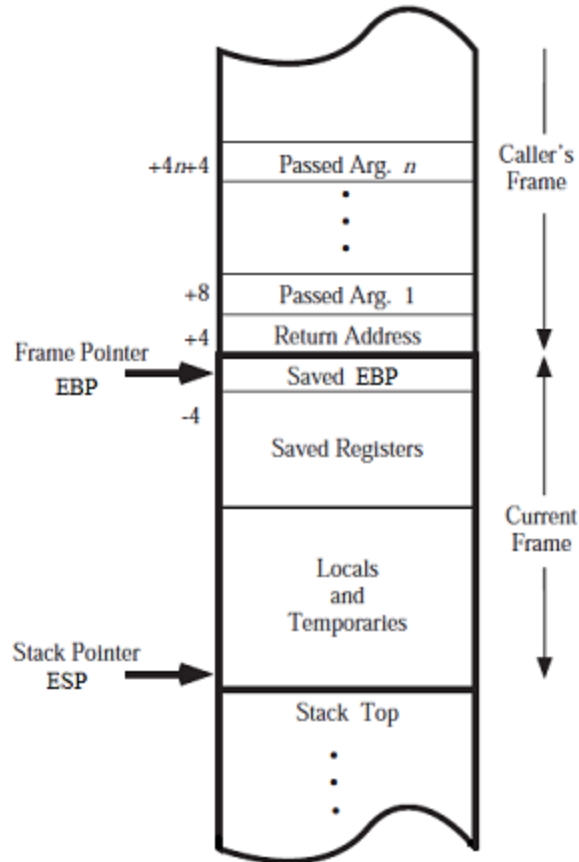 +4n+4
Passed Arg. n
Caller's
Frame
+8
Passed Arg. 1
+4
Return Address
Frame Pointer
EBP
Saved EBP
-4
Saved Registers
Current
Frame
Locals
and
Temporaries
Stack Pointer
ESP
Stack Top